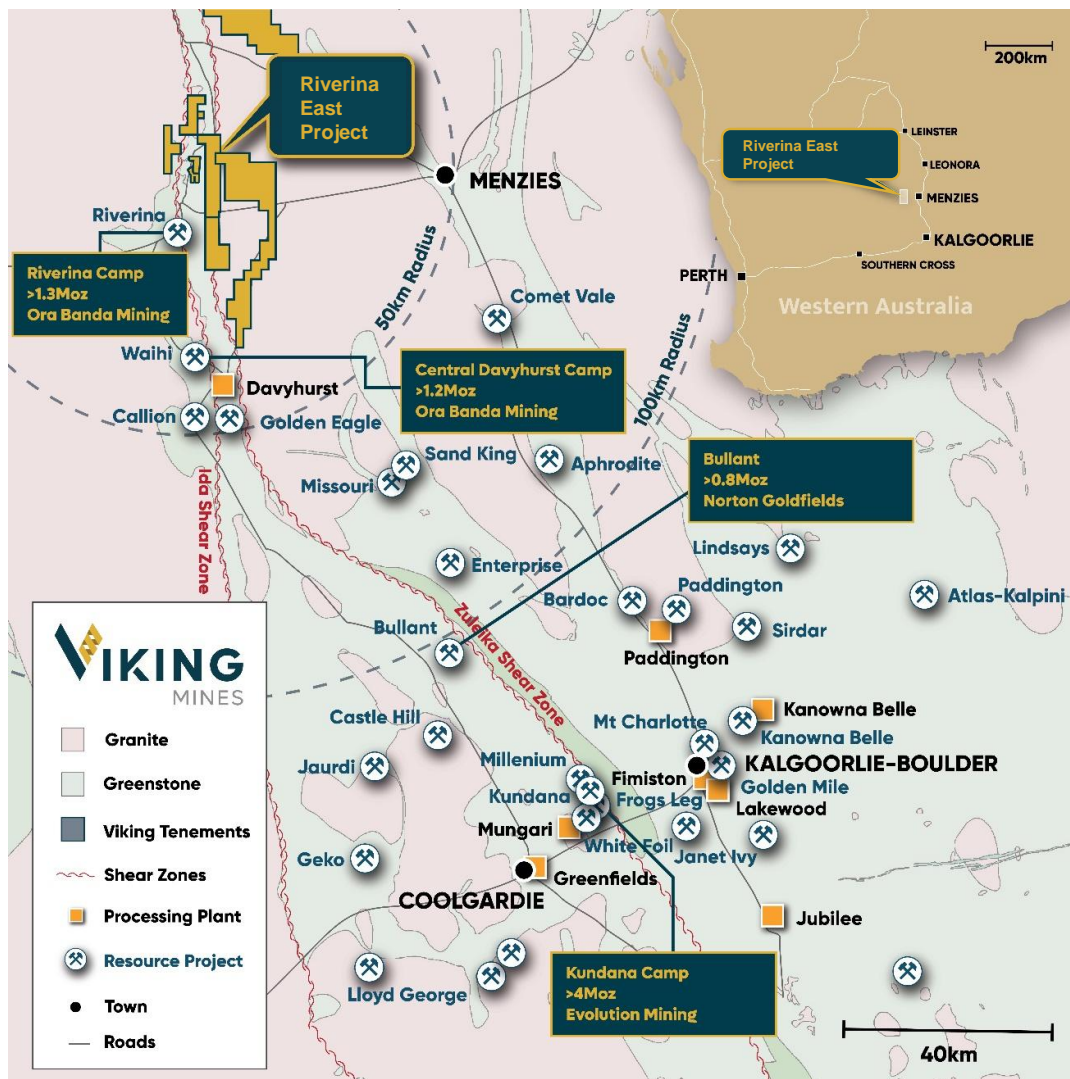 Riverina
East
Project
200km
LEINSTER
Riverina East
Project
LEONORA
MENZIES
MENZIES
KALGOORLIE
SOUTHERN CROSS
PERTH
Western Australia
Riverina
Riverina Camp
>1.3Moz
Ora Banda Mining
50km Radius
Comet Vale
100km Radius
Waihi
Davyhurst
Central Davyhurst Camp
>1.2Moz
Ora Banda Mining
Callion
Golden Eagle
Sand King
Missouri
Aphrodite
Bullant
>0.8Moz
Norton Goldfields
Ida Shear Zone
Lindsays
Enterprise
Bardoc
Paddington
Atlas-Kalpini
Sirdar
Zuleika Shear Zone
Bullant
Paddington
VIKING
MINES
Granite
Greenstone
Viking Tenements
Shear Zones
Processing Plant
Resource Project
Town
Roads
Castle Hill
Mt Charlotte
Kanowna Belle
Kanowna Belle
Jaurdi
Millenium
Fimiston
KALGOORLIE-BOULDER
Kundana
Frogs Leg
Golden Mile
Lakewood
Mungari
White Foil
Janet Ivy
Geko
Greenfields
COOLGARDIE
Jubilee
Lloyd George
Kundana Camp
>4Moz
Evolution Mining
40km